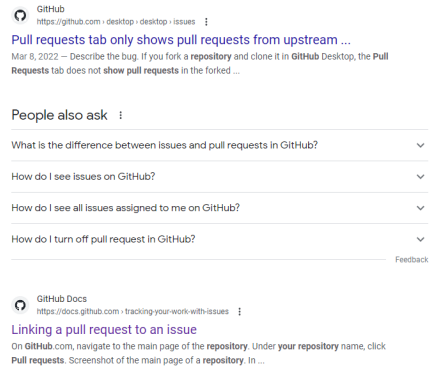 GitHub
https://github.com › desktop › desktop › issues
Pull requests tab only shows pull requests from upstream ...
Mar 8, 2022 — Describe the bug. If you fork a repository and clone it in GitHub Desktop, the Pull
Requests tab does not show pull requests in the forked ...
People also ask
What is the difference between issues and pull requests in GitHub?
How do I see issues on GitHub?
How do I see all issues assigned to me on GitHub?
How do I turn off pull request in GitHub?
Feedback
GitHub Docs
https://docs.github.com › tracking-your-work-with-issues
Linking a pull request to an issue
On GitHub.com, navigate to the main page of the repository. Under your repository name, click
Pull requests. Screenshot of the main page of a repository. In ...